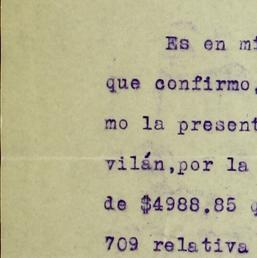 Es en mi
que confirmo,
mo la present
vilán,por la
de $4988.85 q
709 relativa